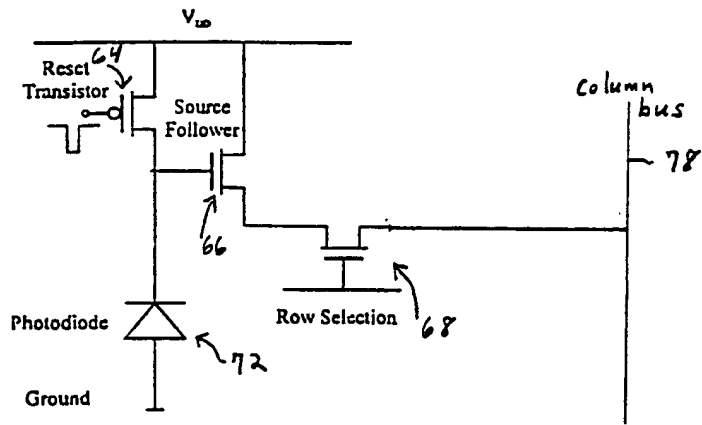 VDD
64
Reset
Transistor
Source
Follower
column
bus
78
66
Row Selection
68
Photodiode
72
Ground